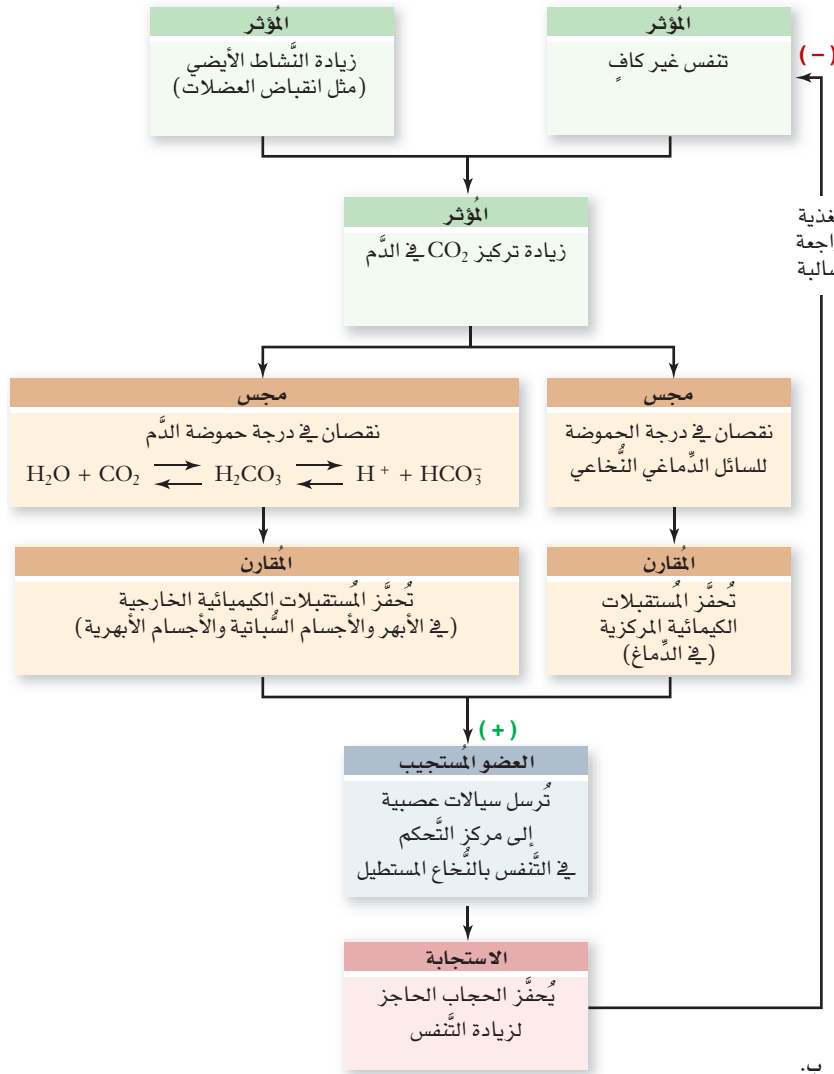 المُؤثر
تنفس غير كافٍ
(−)
المُؤثر
زيادة النَّشاط الأيضي
(مثل انقباض العضلات)
المُؤثر
زيادة تركيز CO₂ في الدَّم
غذية
اجعة
سالبة
مجس
نقصان في درجة الحموضة
للسائل الدِّماغي النُّخاعي
مجس
نقصان في درجة حموضة الدَّم
H₂O + CO₂ ⇄ H₂CO₃ ⇄ H⁺ + HCO₃⁻
المُقارن
تُحفَّز المُستقبلات
الكيمائية المركزية
(في الدِّماغ)
المُقارن
تُحفَّز المُستقبلات الكيميائية الخارجية
(في الأبهر والأجسام السُّباتية والأجسام الأبهرية)
(+)
العضو المُستجيب
تُرسل سيالات عصبية
إلى مركز التَّحكم
في التَّنفس بالنُّخاع المستطيل
الاستجابة
يُحفَّز الحجاب الحاجز
لزيادة التَّنفس
ب.